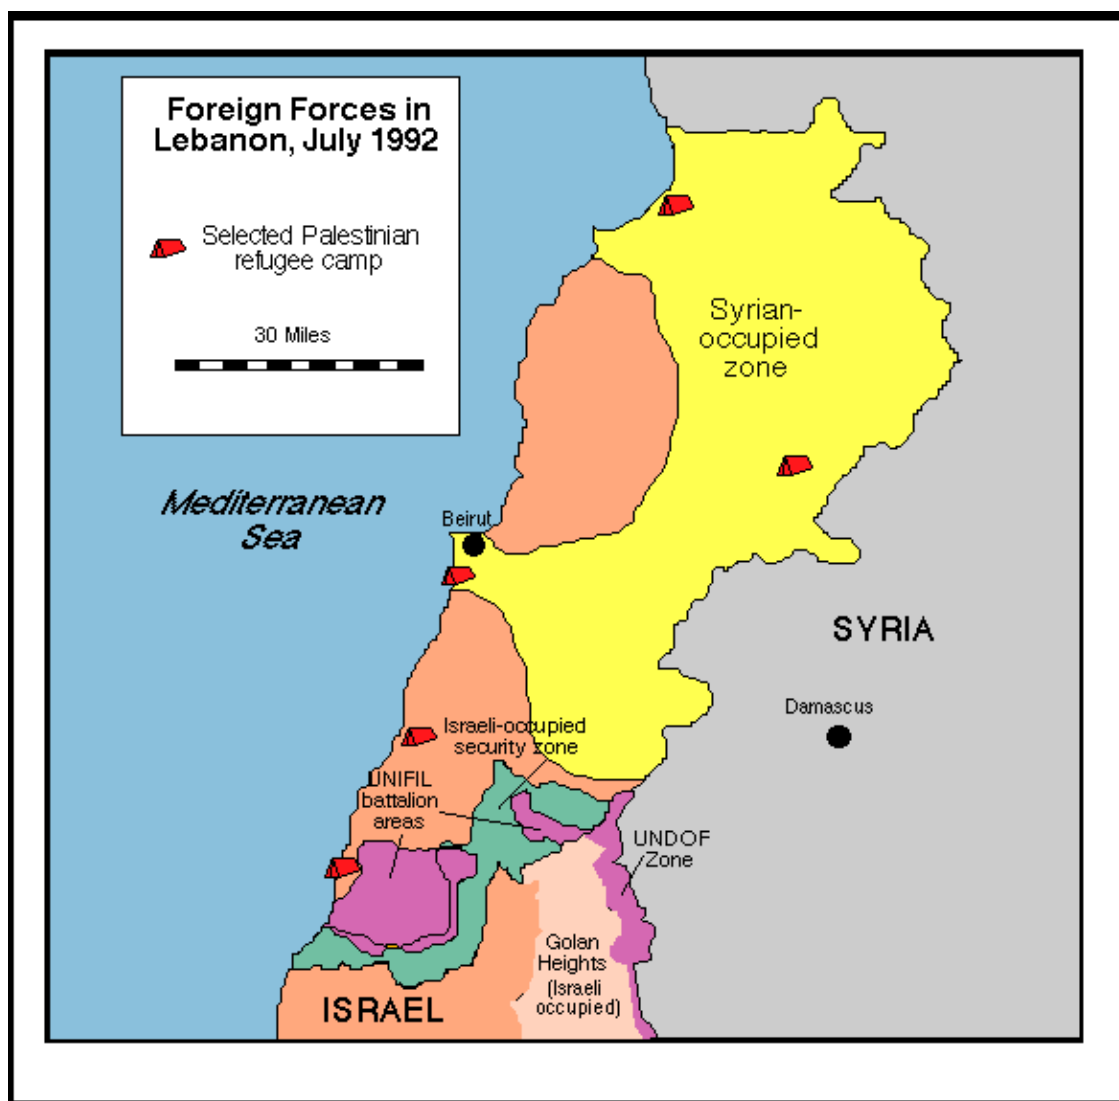 Foreign Forces in
Lebanon, July 1992
Selected Palestinian
refugee camp
30 Miles
Syrian-
occupied
zone
Mediterranean
Sea
Beirut
SYRIA
Damascus
Israeli-occupied
security zone
UNIFIL
battalion
areas
UNDOF
Zone
Golan
Heights
(Israeli
occupied)
ISRAEL